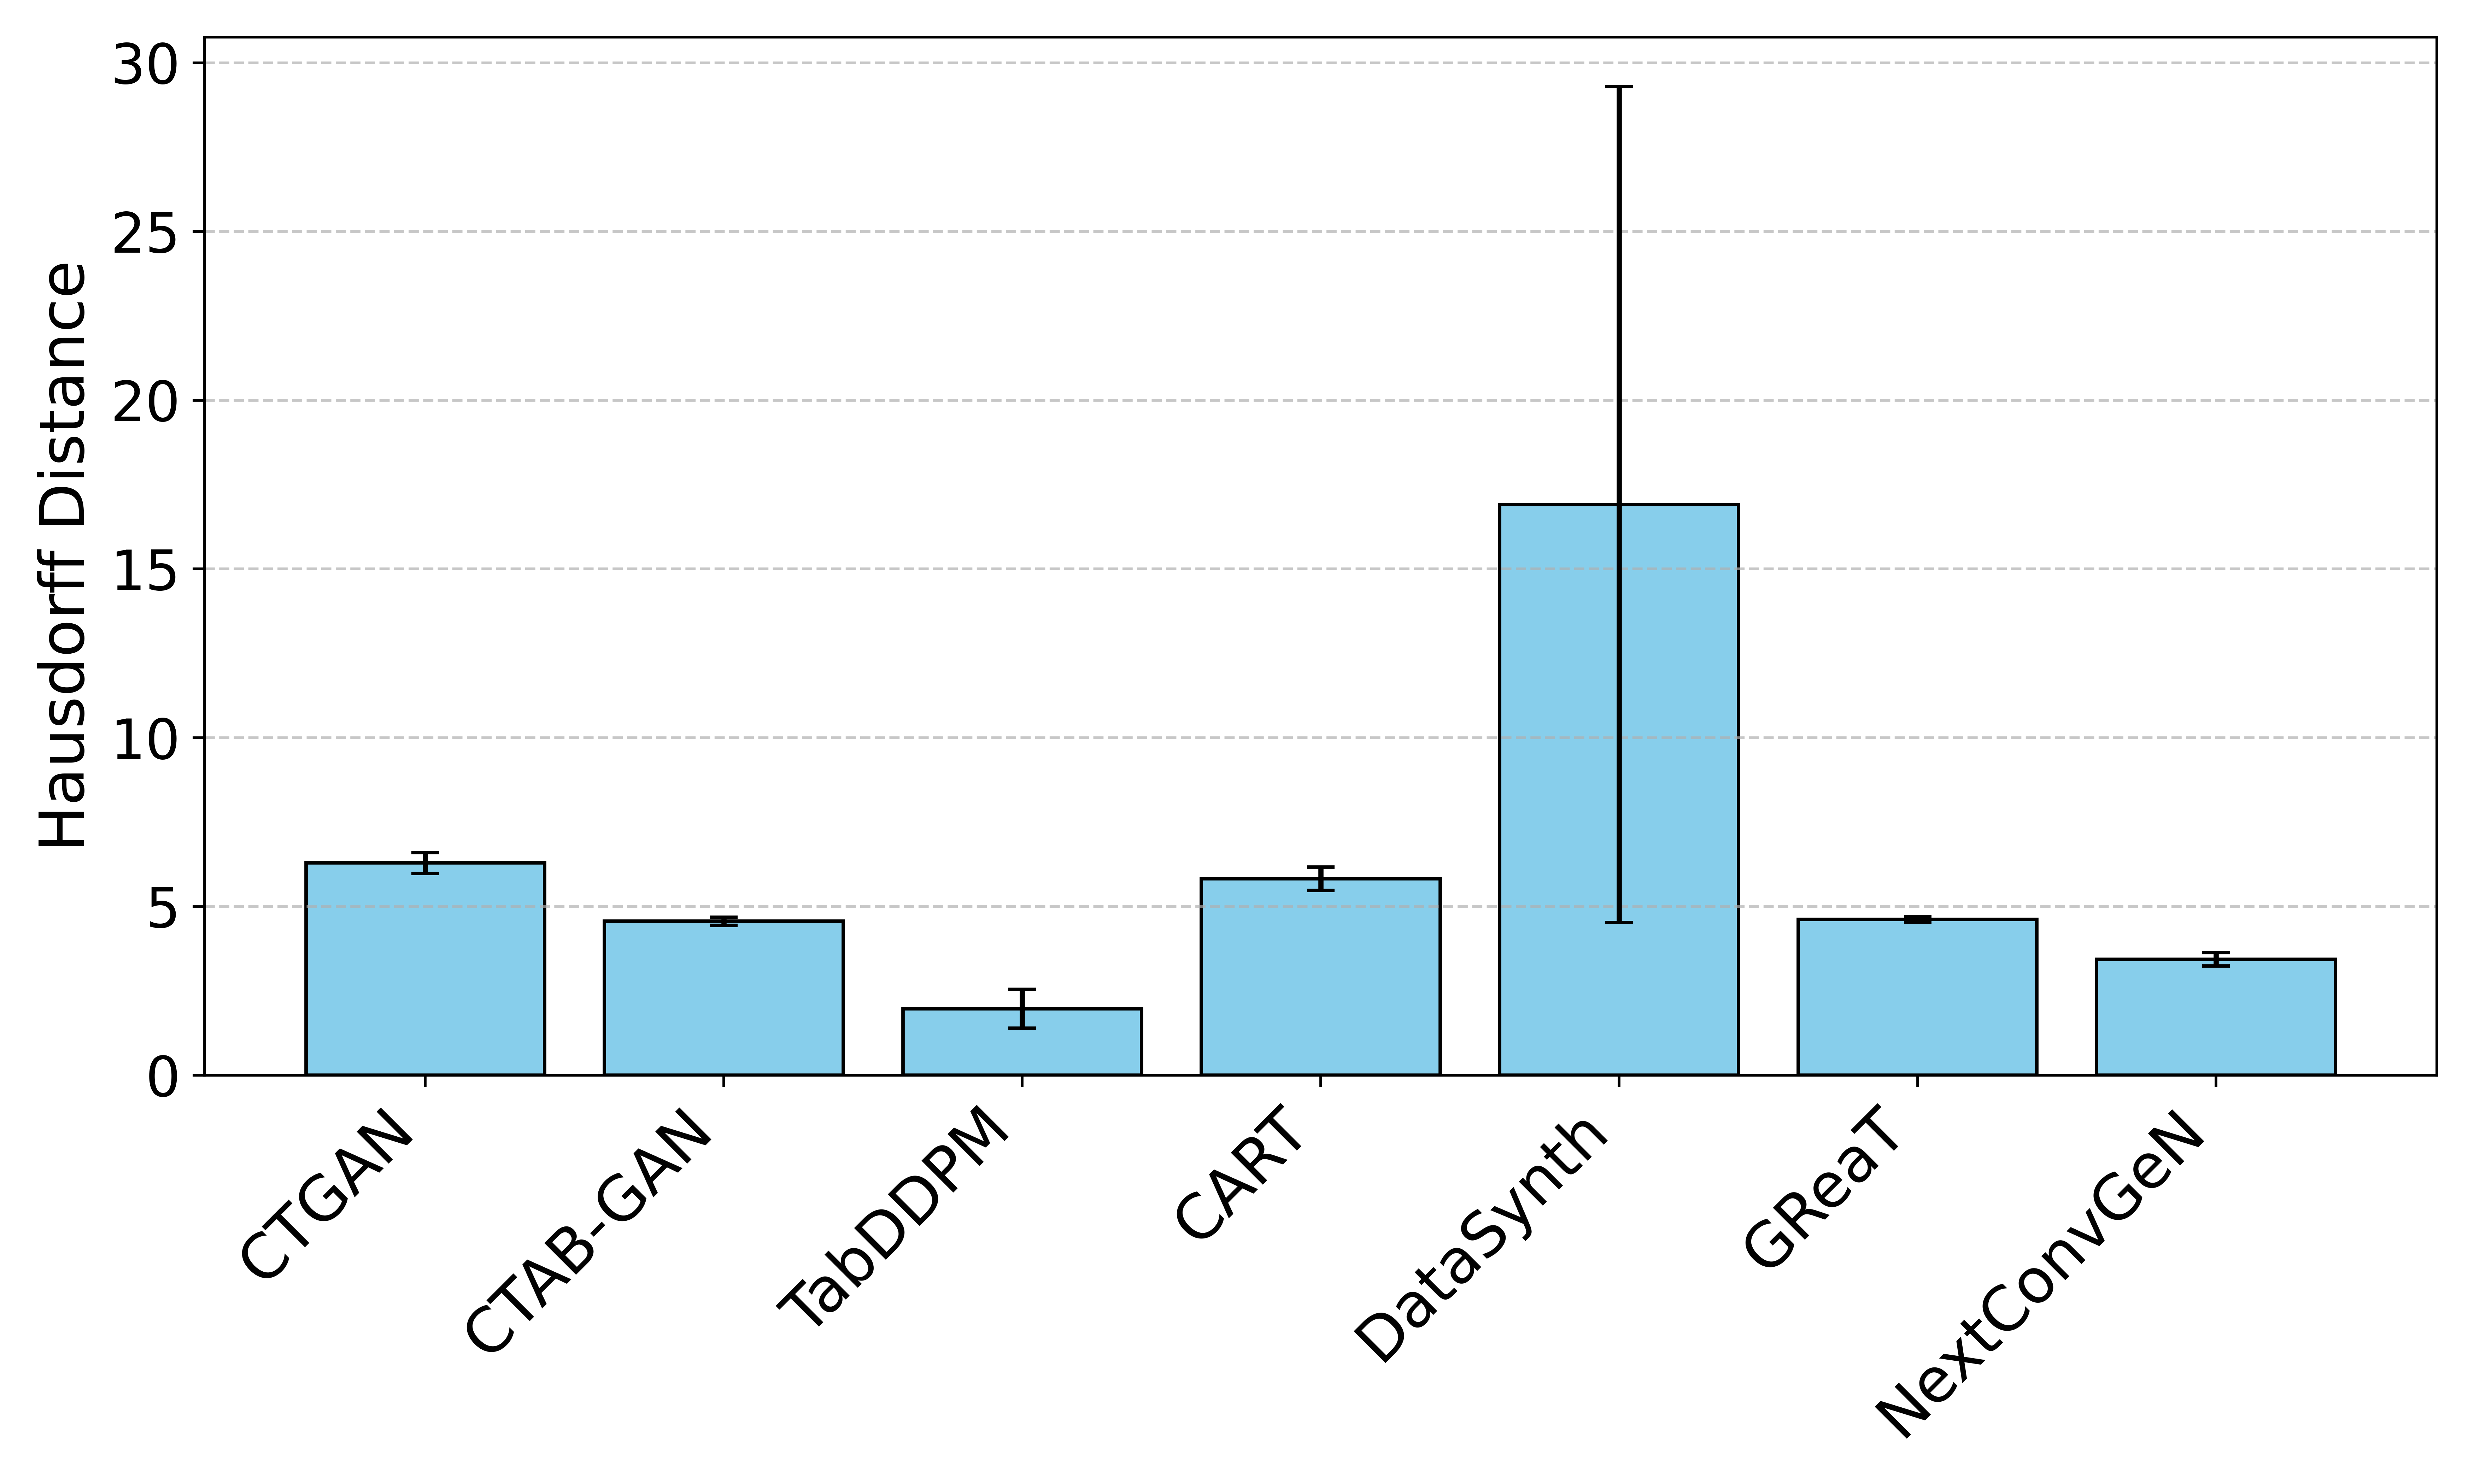 Hausdorff Distance
30
25
20
15
10
5
0
CTGAN
CTAB-GAN
TabDDPM
CART
DataSynth
GReaT
NextConvGeN